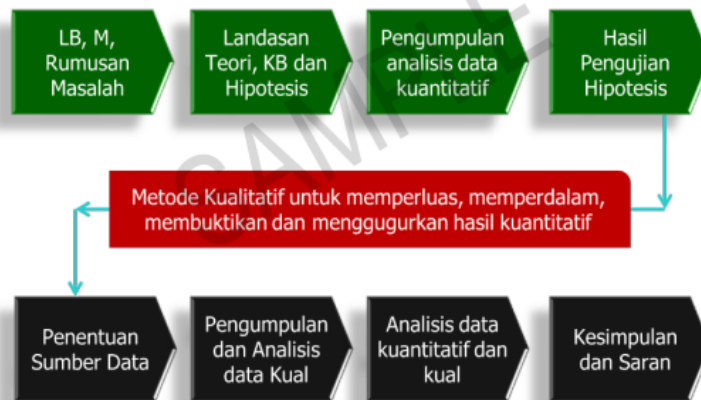 LB, M,
Rumusan
Masalah
Landasan
Teori, KB dan
Hipotesis
Pengumpulan
analisis data
kuantitatif
Hasil
Pengujian
Hipotesis
SAMPLE
Metode Kualitatif untuk memperluas, memperdalam,
membuktikan dan menggugurkan hasil kuantitatif
Penentuan
Sumber Data
Pengumpulan
dan Analisis
data Kual
Analisis data
kuantitatif dan
kual
Kesimpulan
dan Saran